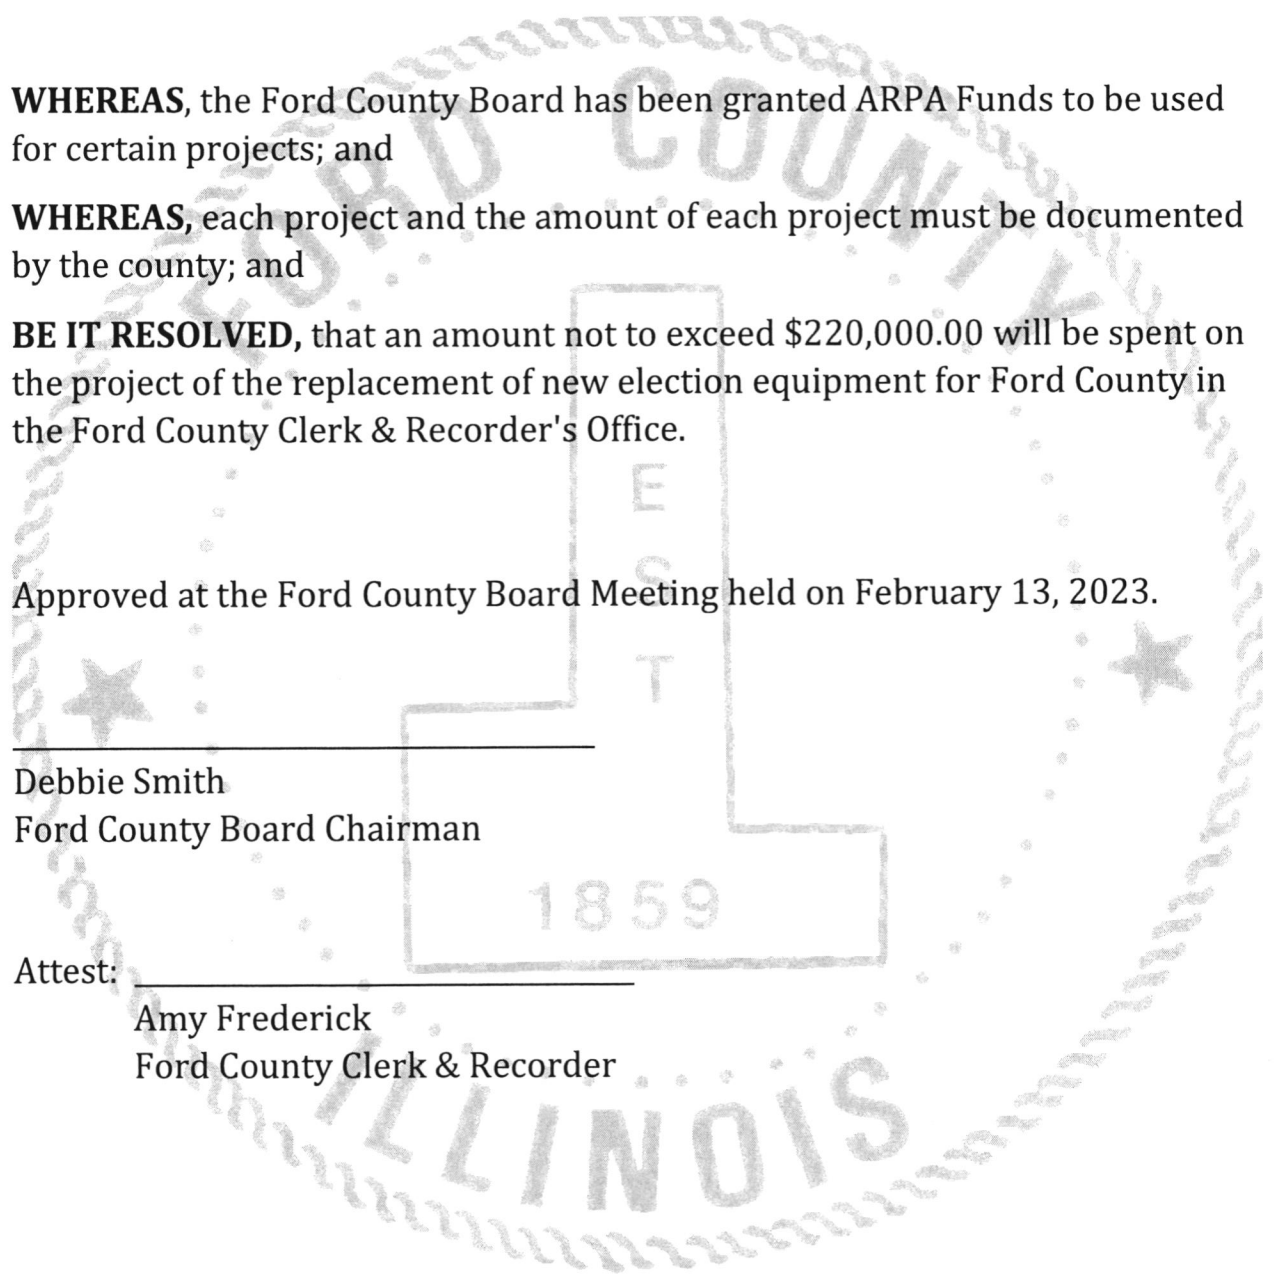 WHEREAS, the Ford County Board has been granted ARPA Funds to be used
for certain projects; and
WHEREAS, each project and the amount of each project must be documented
by the county; and
BE IT RESOLVED, that an amount not to exceed $220,000.00 will be spent on
the project of the replacement of new election equipment for Ford County in
the Ford County Clerk & Recorder's Office.
Approved at the Ford County Board Meeting held on February 13, 2023.
Debbie Smith
Ford County Board Chairman
Attest:
Amy Frederick
Ford County Clerk & Recorder
FORD COUNTY
E
S
T
1859
ILLINOIS